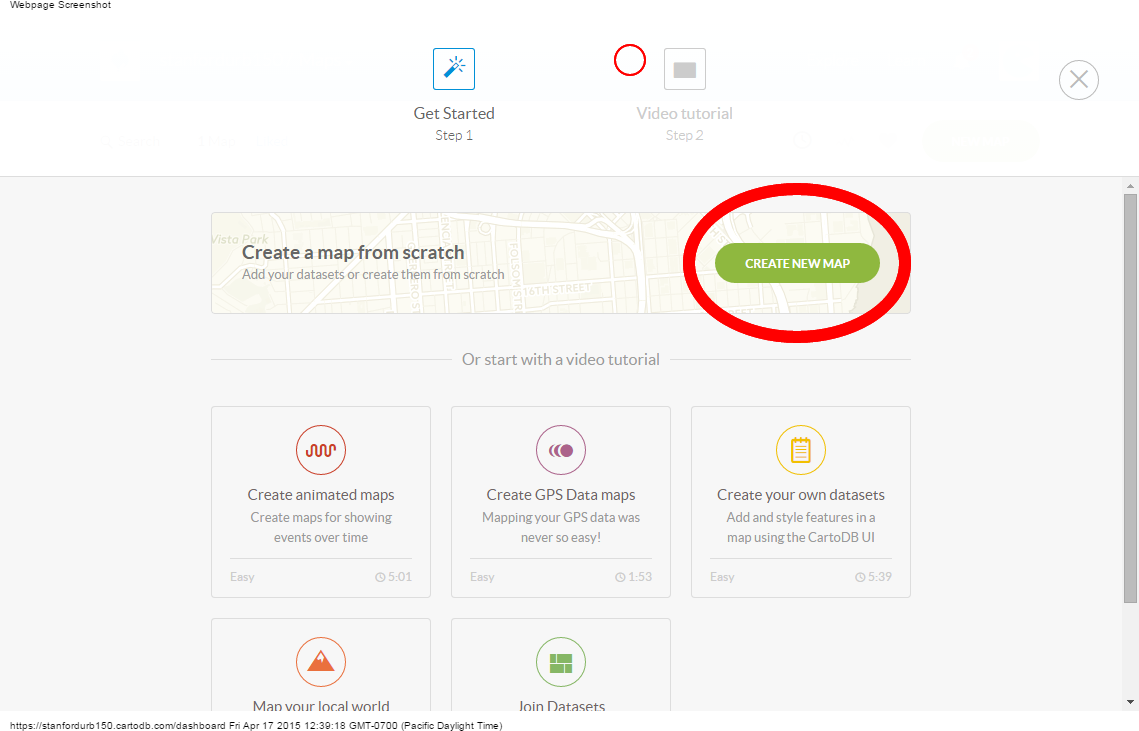 Webpage Screenshot
Get Started
Step 1
Video tutorial
Step 2
Vista Park
Create a map from scratch
Add your datasets or create them from scratch
16TH STREET
FOLSOM STR
CREATE NEW MAP
Or start with a video tutorial
Create animated maps
Create maps for showing
events over time
Easy
5:01
Create GPS Data maps
Mapping your GPS data was
never so easy!
Easy
1:53
Create your own datasets
Add and style features in a
map using the CartoDB UI
Easy
5:39
Map your local world
Join Datasets
https://stanfordurb150.cartodb.com/dashboard Fri Apr 17 2015 12:39:18 GMT-0700 (Pacific Daylight Time)